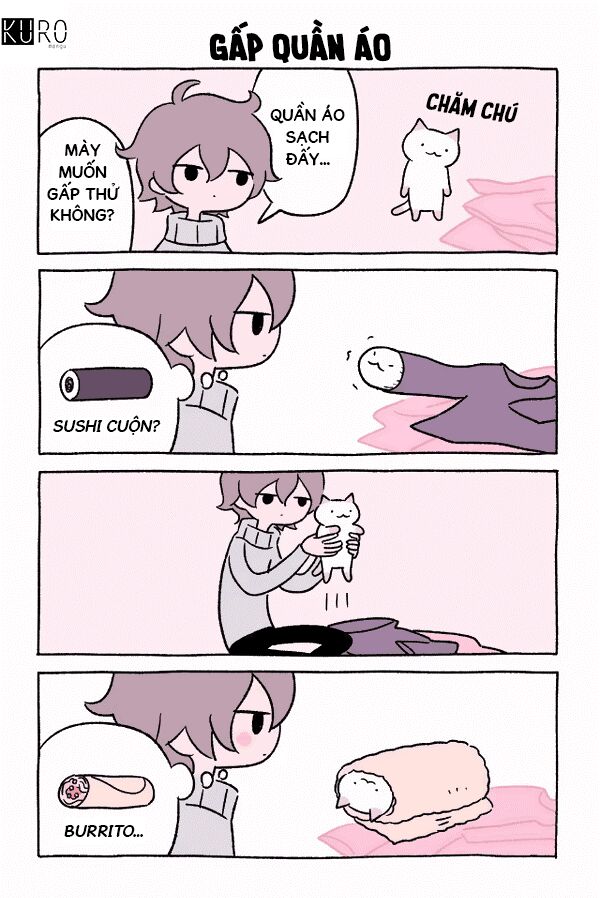 KURO
manga
GẤP QUẦN ÁO
QUẦN ÁO
SẠCH
ĐẤY...
MÀY
MUỐN
GẤP THỬ
KHÔNG?
CHĂM CHÚ
SUSHI CUỘN?
BURRITO...